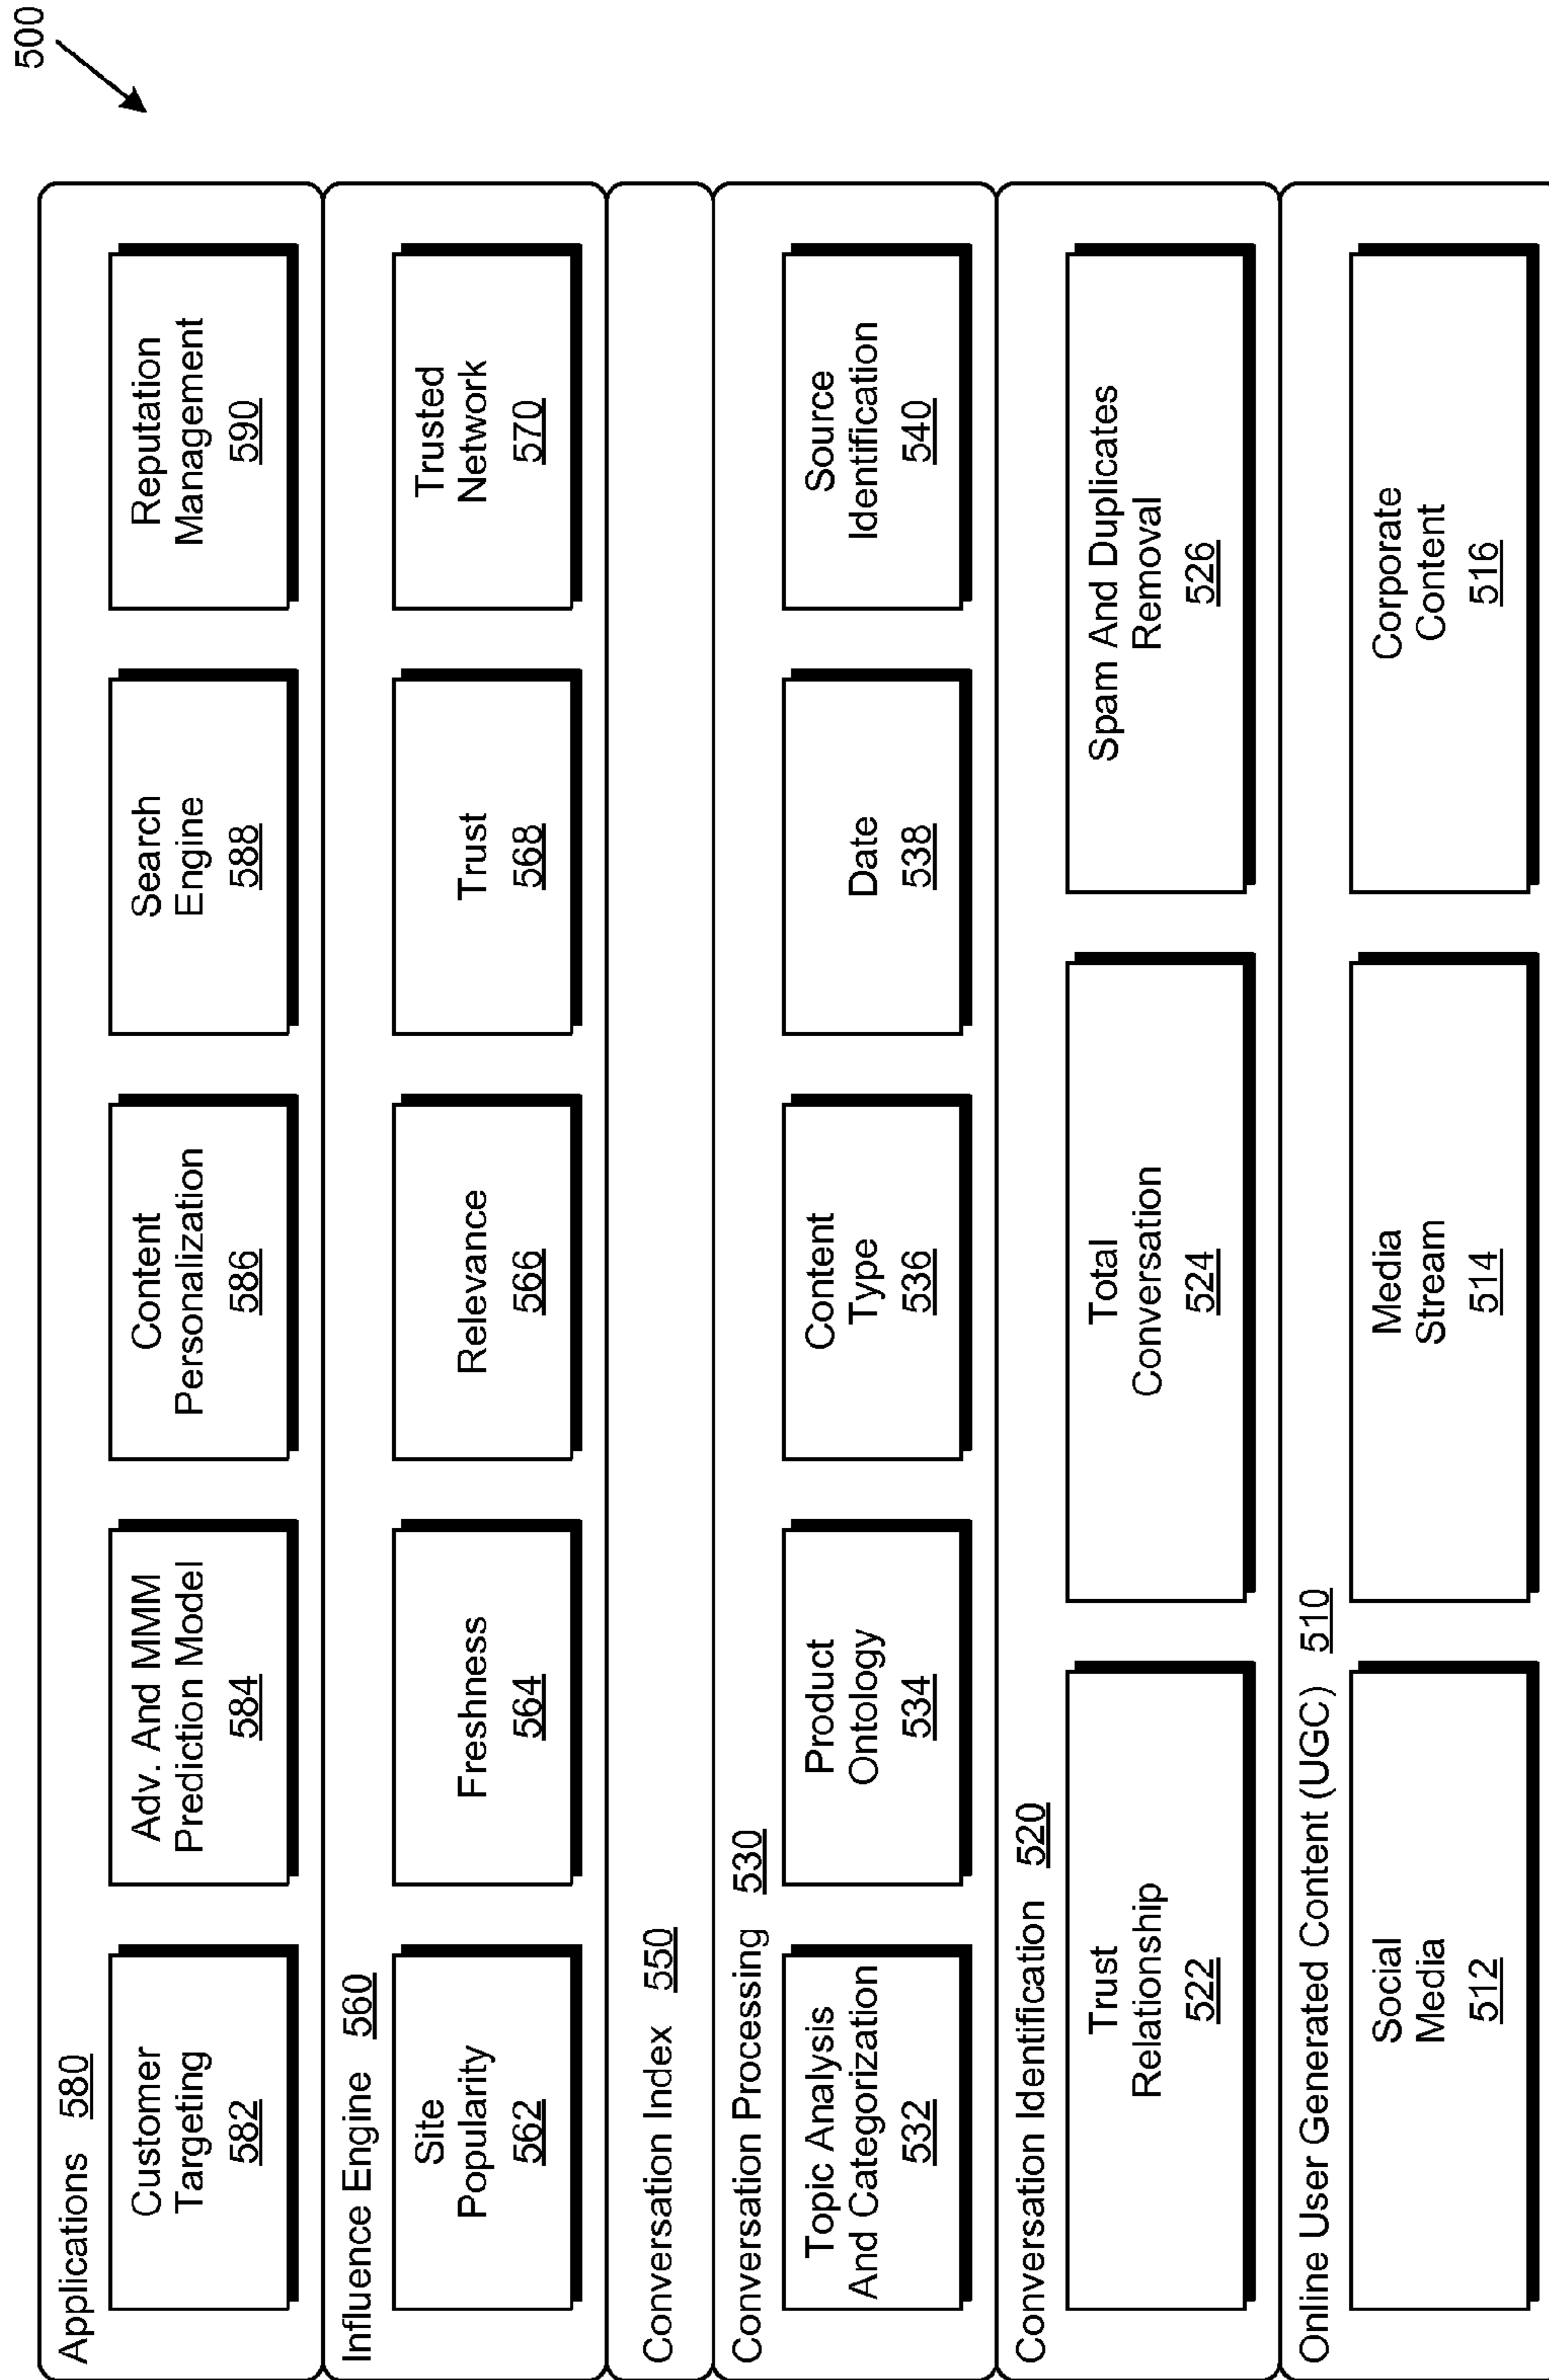 500
Applications 580
Customer
Targeting
582
Adv. And MMM
Prediction Model
584
Content
Personalization
586
Search
Engine
588
Reputation
Management
590
Influence Engine 560
Site
Popularity
562
Freshness
564
Relevance
566
Trust
568
Trusted
Network
570
Conversation Index 550
Conversation Processing 530
Topic Analysis
And Categorization
532
Product
Ontology
534
Content
Type
536
Date
538
Source
Identification
540
Conversation Identification 520
Trust
Relationship
522
Total
Conversation
524
Spam And Duplicates
Removal
526
Online User Generated Content (UGC) 510
Social
Media
512
Media
Stream
514
Corporate
Content
516